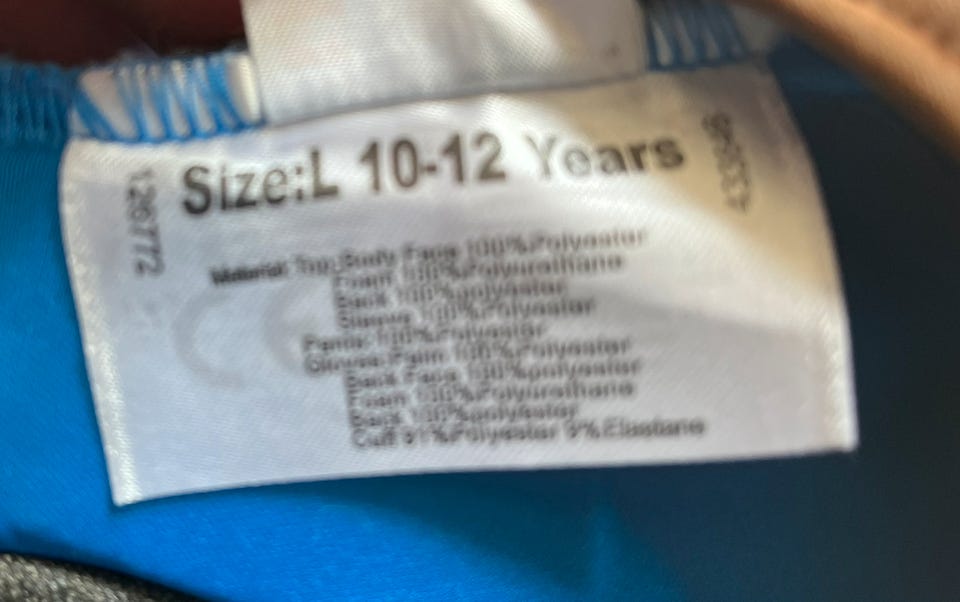 Size:L 10-12 Years
126772
Material: Top:Body Face 100%Polyester
Foam 100%Polyurethane
Back 100%polyester
Sleeve 100%Polyester
Pants:100%Polyester
Gloves:Palm 100%Polyester
Back Face 100%polyester
Foam 100%Polyurethane
Back 100%polyester
Cuff 91%Polyester 9%Elastane